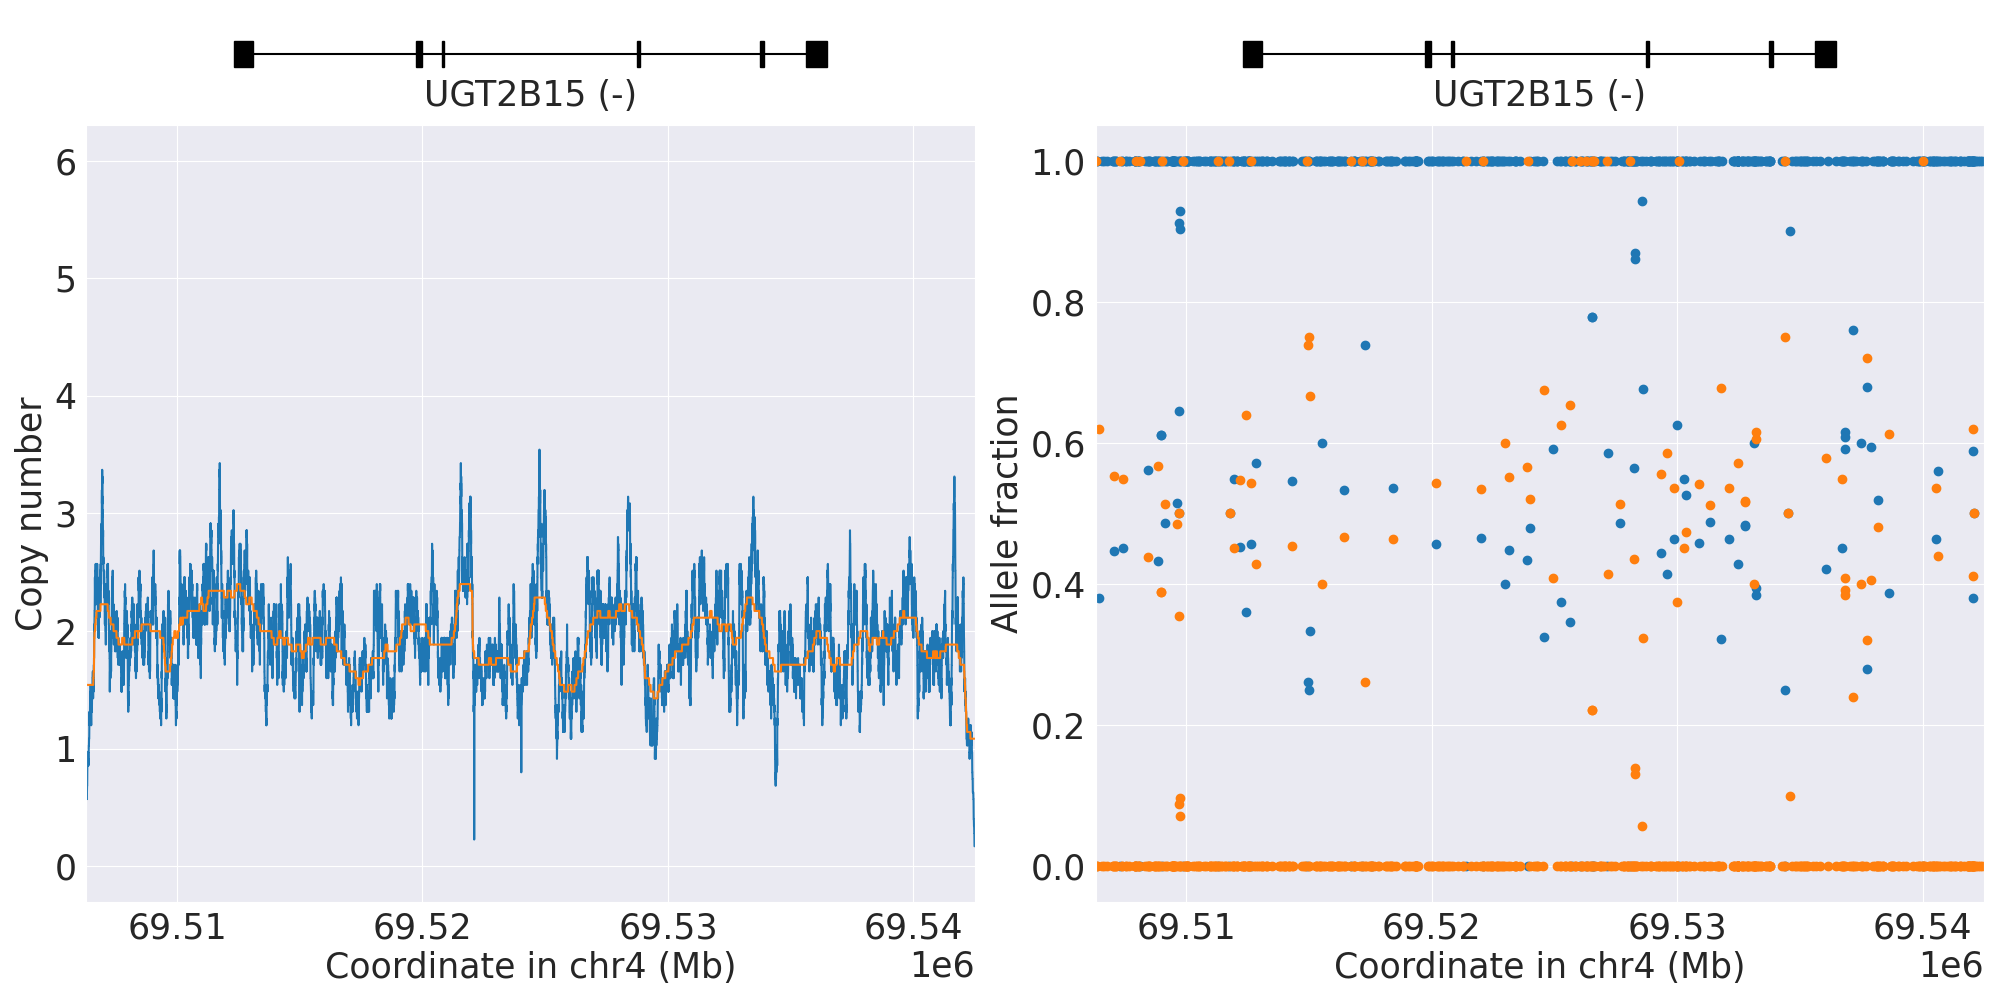 UGT2B15 (-)
6
5
4
3
2
1
0
Copy number
69.51
69.52
69.53
69.54
Coordinate in chr4 (Mb)
1e6
UGT2B15 (-)
1.0
0.8
0.6
0.4
0.2
0.0
Allele fraction
69.51
69.52
69.53
69.54
Coordinate in chr4 (Mb)
1e6